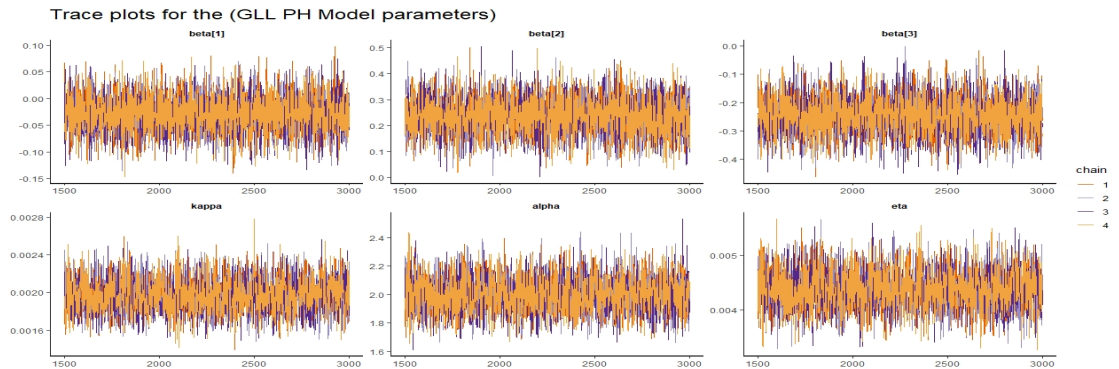 Trace plots for the (GLL PH Model parameters)
beta[1] beta[2] beta[3]
0.10 0.5 0.0
0.05 0.4 -0.1
0.00 0.3 -0.2
-0.05 0.2 -0.3
-0.10 0.1 -0.4
-0.15 0.0
1500 2000 2500 3000 1500 2000 2500 3000 1500 2000 2500 3000
chain
1
2
3
4
kappa alpha eta
0.0028 2.4 0.005
0.0024 2.2 0.004
0.0020 2.0
0.0016 1.8
1.6
1500 2000 2500 3000 1500 2000 2500 3000 1500 2000 2500 3000